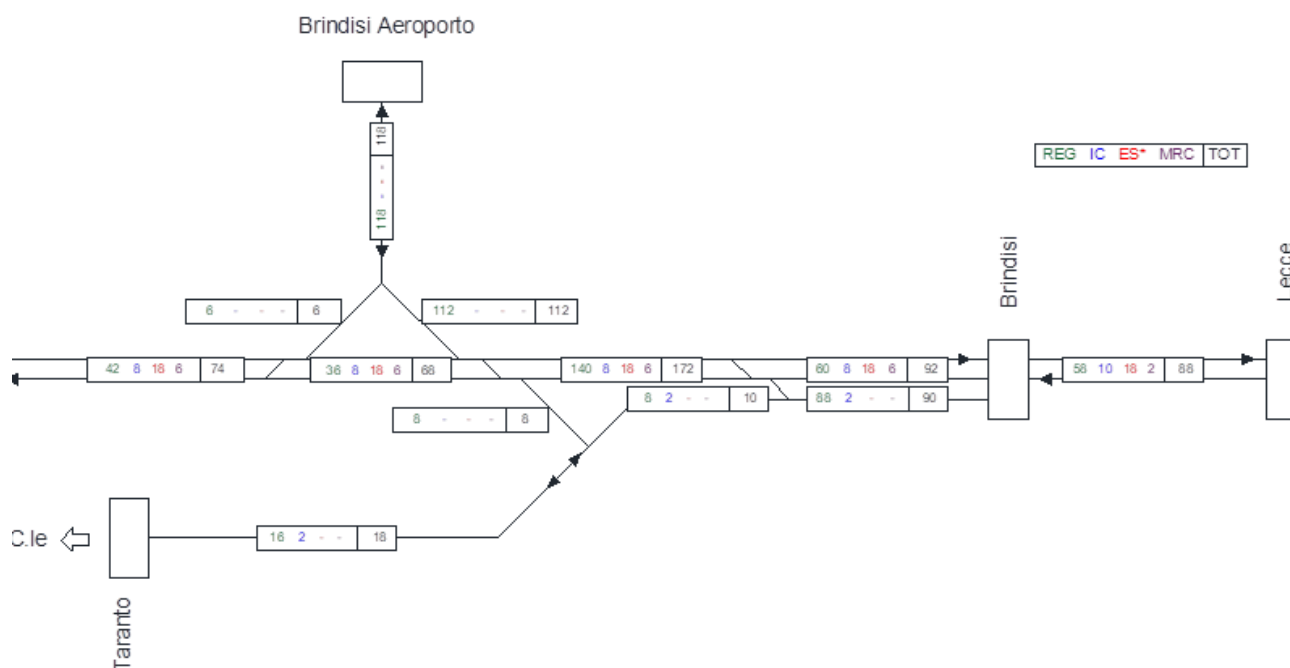 Brindisi Aeroporto
118 - - - 118
REG IC ES* MRC TOT
Brindisi
Lecce
6 - - - 6
112 - - - 112
42 8 18 6 74
36 8 18 6 68
140 8 18 6 172
60 8 18 6 92
58 10 18 2 88
8 2 - - 10
88 2 - - 90
8 - - - 8
C.le
16 2 - - 18
Taranto